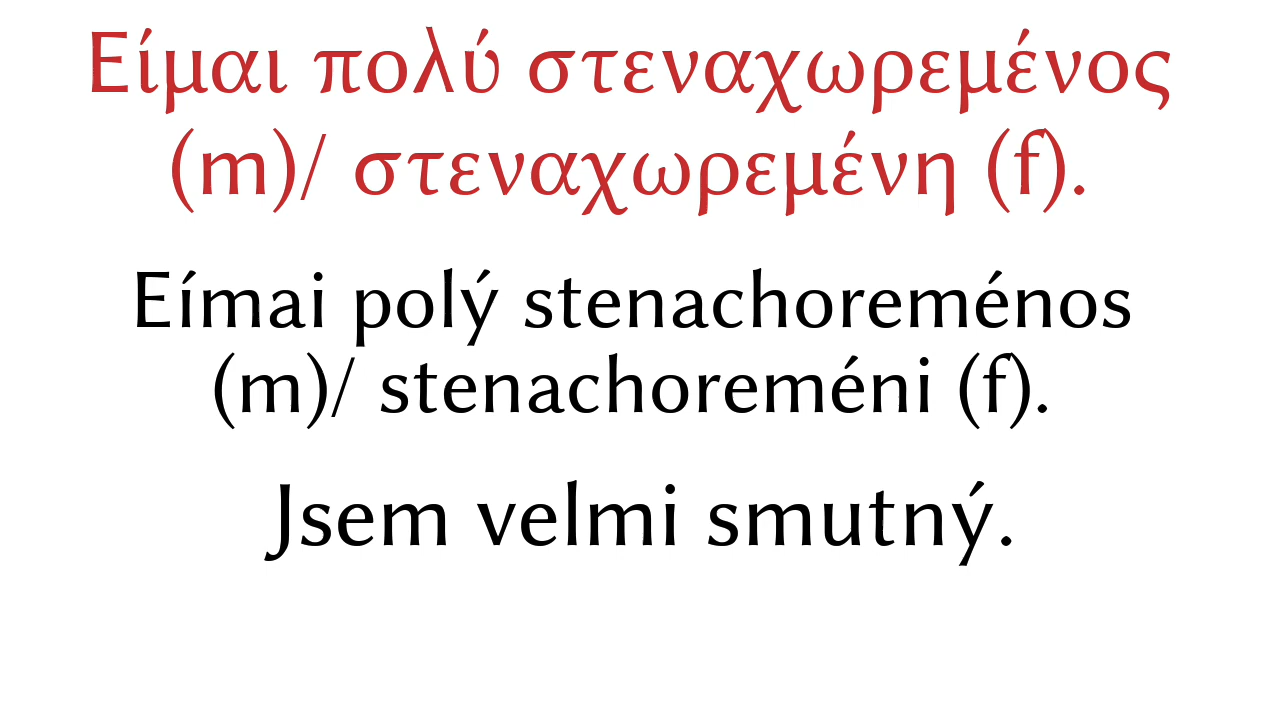 Είμαι πολύ στεναχωρεμένος
(m)/ στεναχωρεμένη (f).
Eímai polý stenachoreménos
(m)/ stenachoreméni (f).
Jsem velmi smutný.